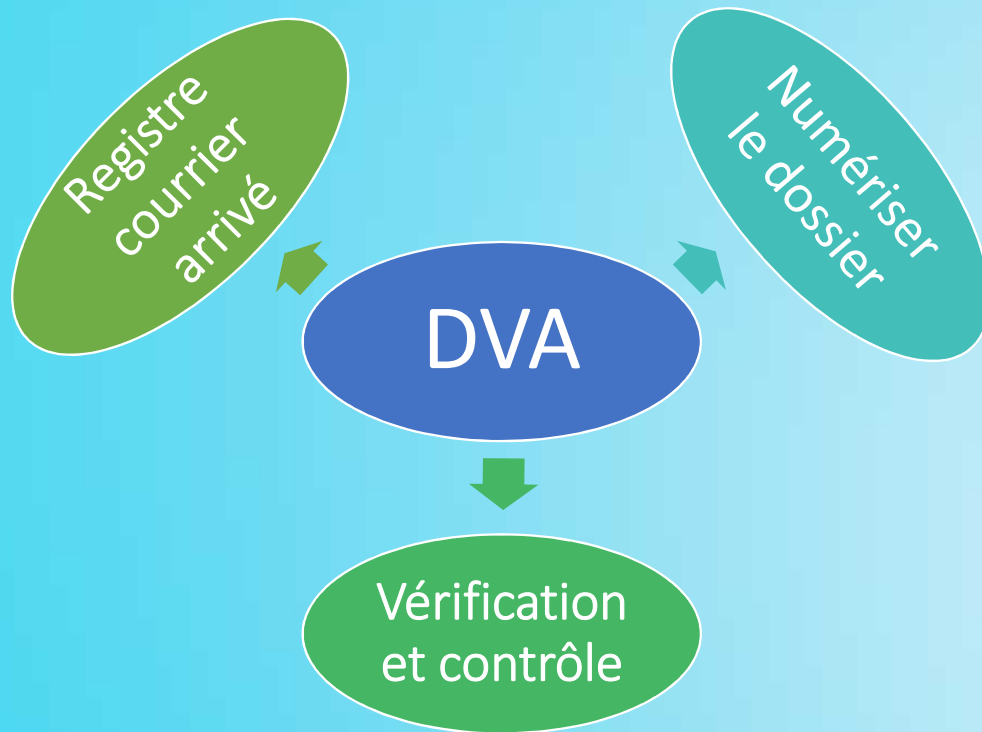 Registre
courrier
arrivé
Numériser
le dossier
DVA
Vérification
et contrôle